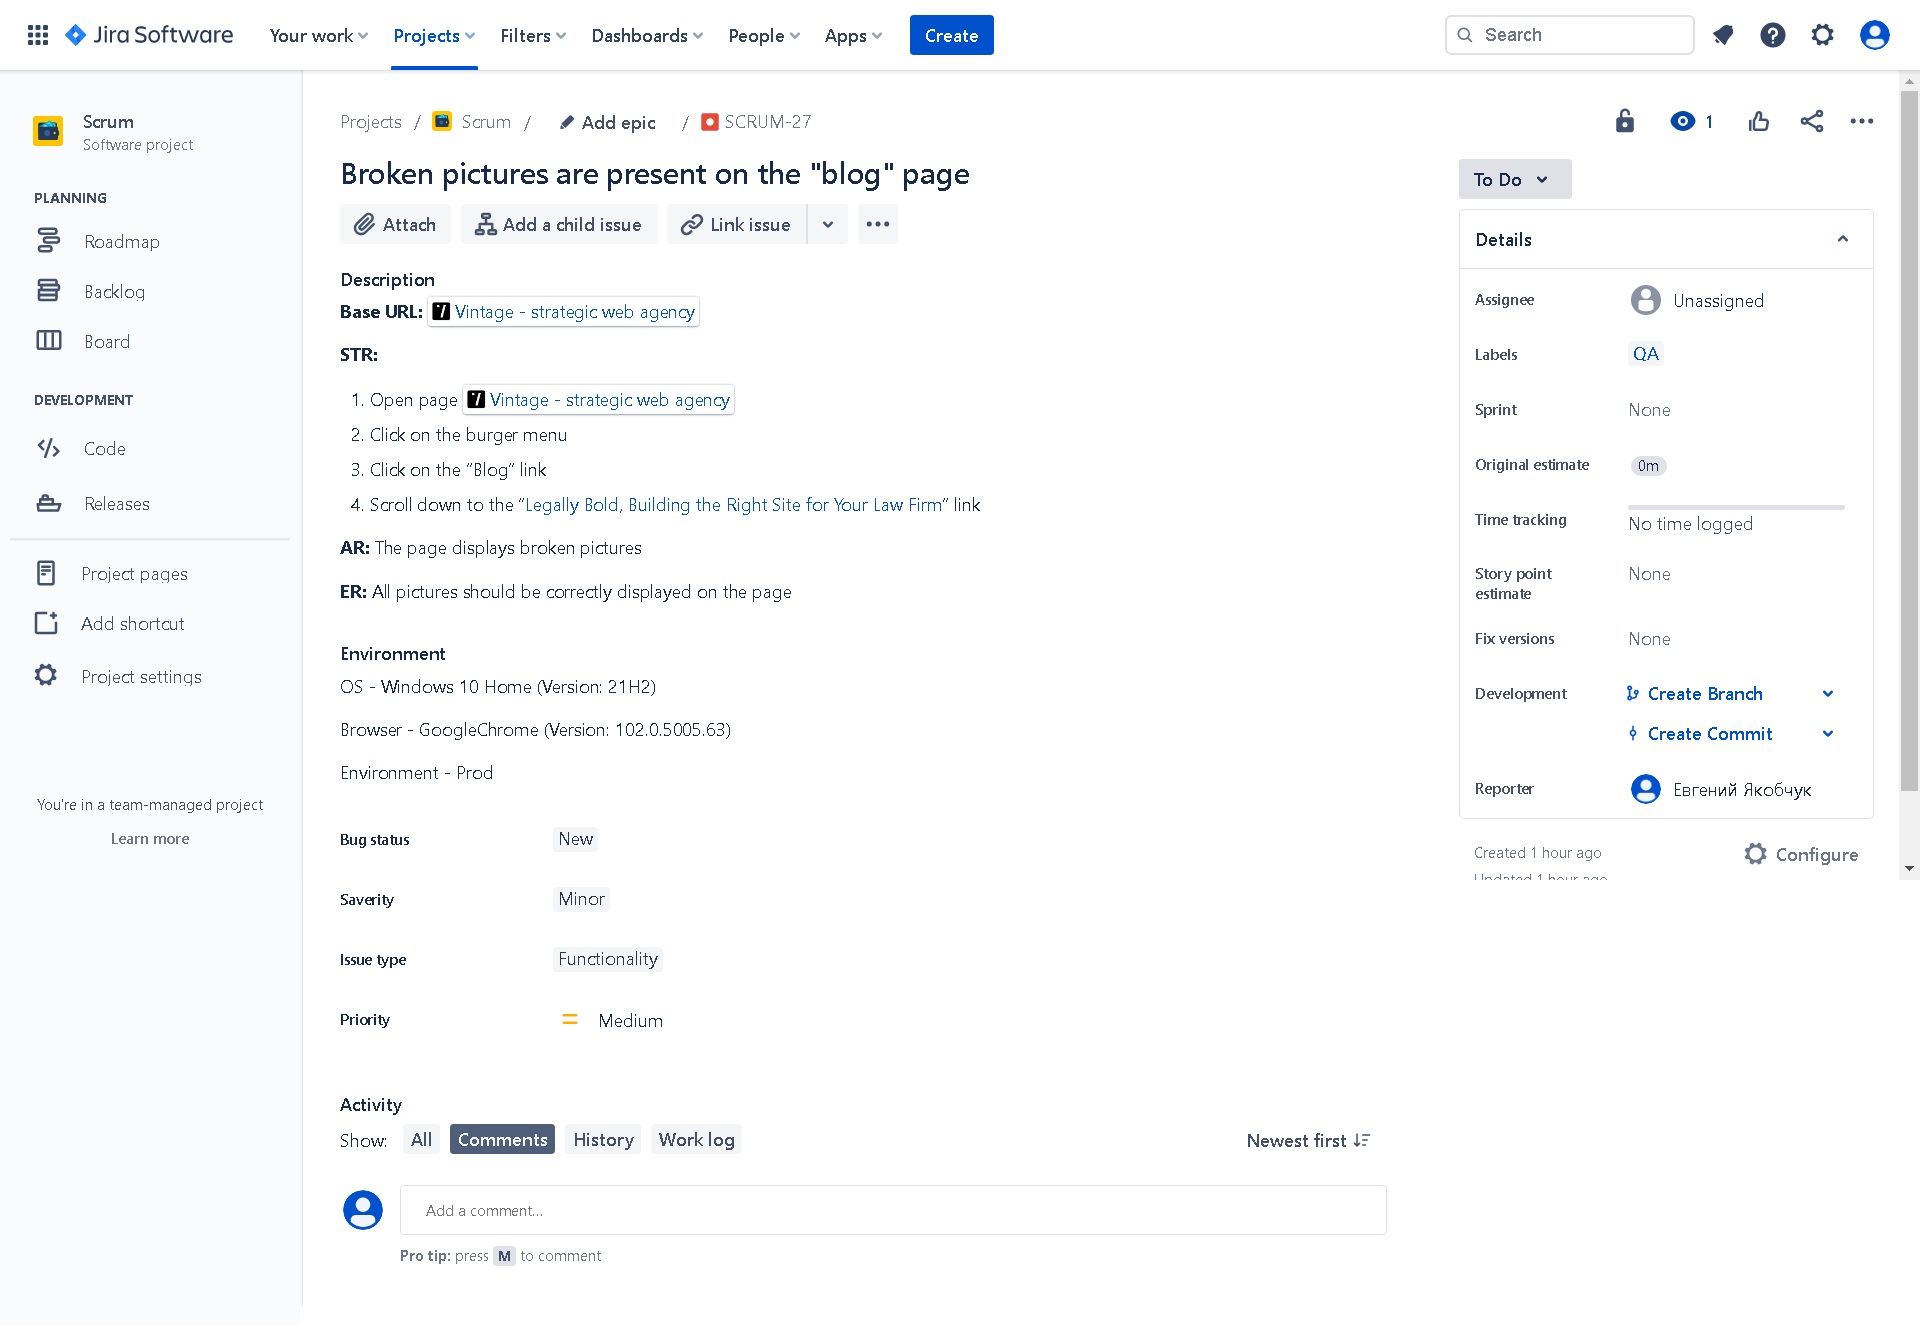 Jira Software
Your work
Projects
Filters
Dashboards
People
Apps
Create
Search
Scrum
Software project
PLANNING
Roadmap
Backlog
Board
DEVELOPMENT
Code
Releases
Project pages
Add shortcut
Project settings
You're in a team-managed project
Learn more
Projects / Scrum / Add epic / SCRUM-27
1
Broken pictures are present on the "blog" page
Attach
Add a child issue
Link issue
Description
Base URL: Vintage - strategic web agency
STR:
1. Open page Vintage - strategic web agency
2. Click on the burger menu
3. Click on the “Blog” link
4. Scroll down to the “Legally Bold, Building the Right Site for Your Law Firm” link
AR: The page displays broken pictures
ER: All pictures should be correctly displayed on the page
Environment
OS - Windows 10 Home (Version: 21H2)
Browser - GoogleChrome (Version: 102.0.5005.63)
Environment - Prod
Bug status New
Saverity Minor
Issue type Functionality
Priority Medium
Activity
Show: All Comments History Work log
Newest first
Add a comment...
Pro tip: press M to comment
To Do
Details
Assignee Unassigned
Labels QA
Sprint None
Original estimate 0m
Time tracking No time logged
Story point estimate None
Fix versions None
Development Create Branch
Create Commit
Reporter Евгений Якобчук
Created 1 hour ago
Configure
Updated 1 hour ago